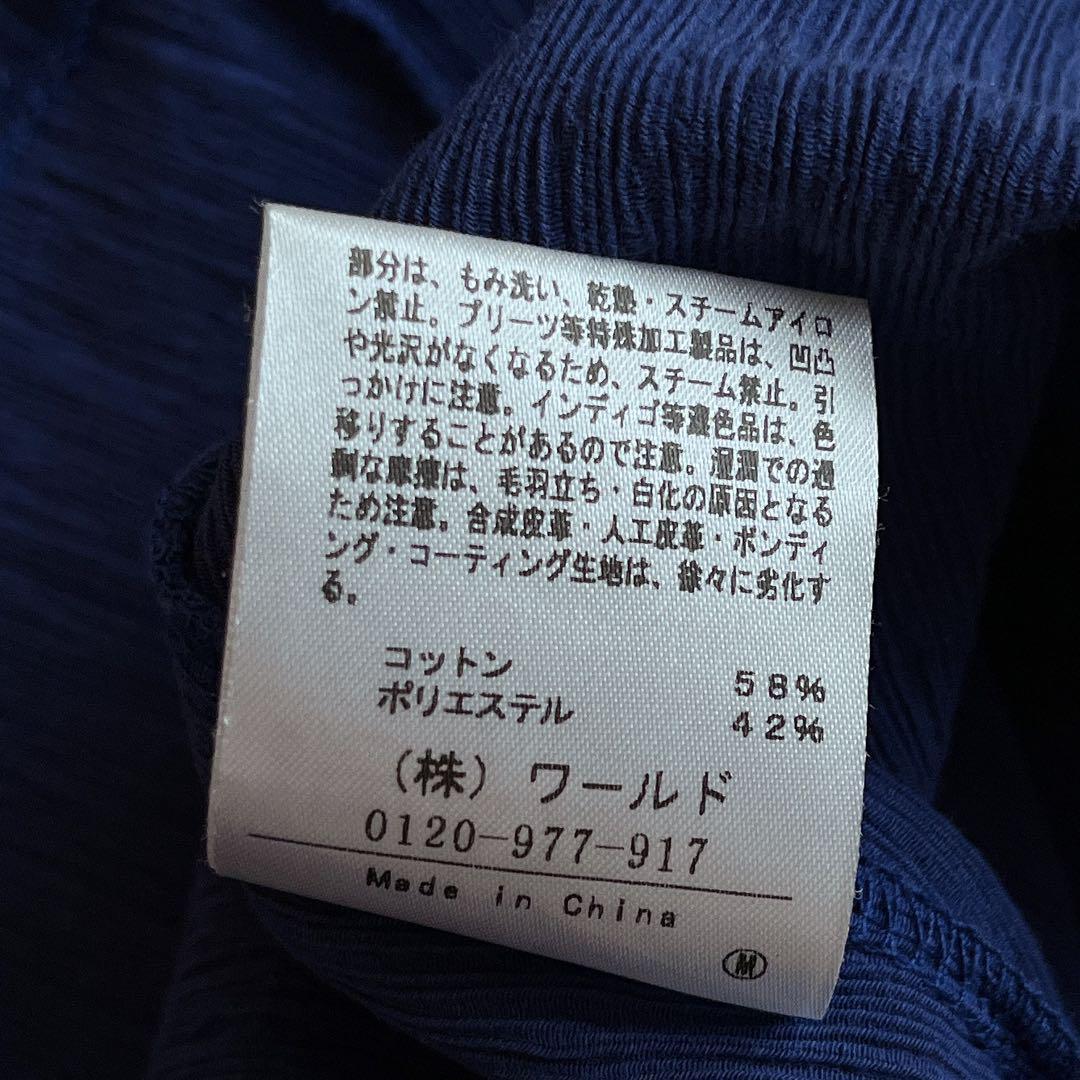 部分は、もみ洗い、乾熱・スチームアイロ
ン禁止。プリーツ等特殊加工製品は、凹凸
や光沢がなくなるため、スチーム禁止。引
っかけに注意。インディゴ等濃色品は、色
移りすることがあるので注意。湿潤での過
剰な摩擦は、毛羽立ち・白化の原因となる
ため注意。合成皮革・人工皮革・ボンディ
ング・コーティング生地は、徐々に劣化す
る。
コットン 58%
ポリエステル 42%
(株)ワールド
0120-977-917
Made in China
M